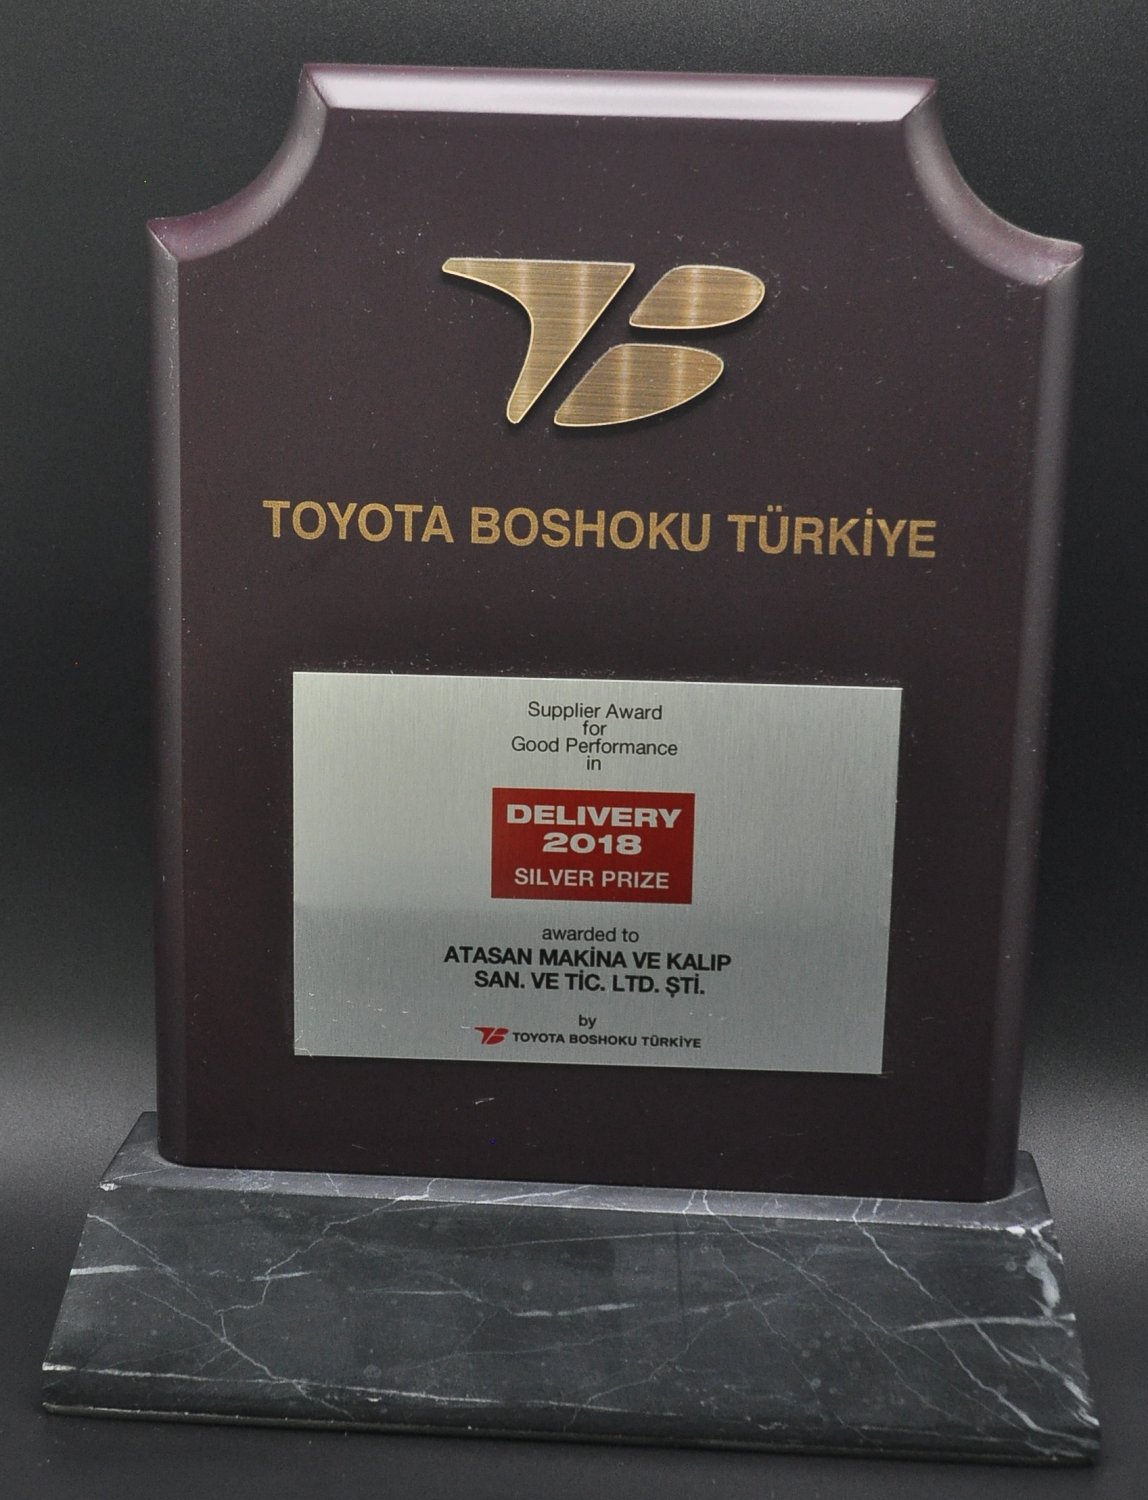 TOYOTA BOSHOKU TÜRKİYE
Supplier Award
for
Good Performance
in
DELIVERY
2018
SILVER PRIZE
awarded to
ATASAN MAKİNA VE KALIP
SAN. VE TİC. LTD. ŞTİ.
by
TOYOTA BOSHOKU TÜRKİYE